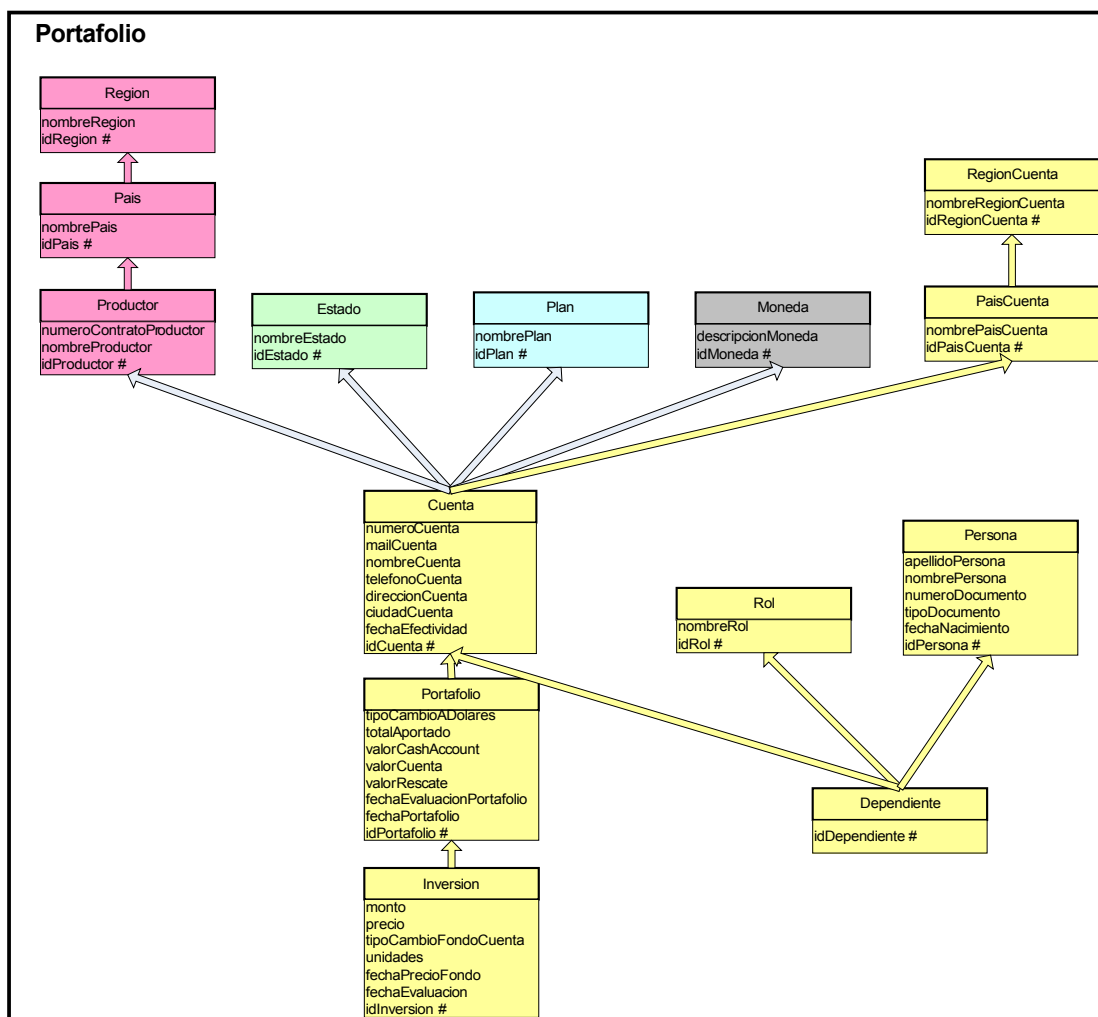 Portafolio
Region
nombreRegion
idRegion #
Pais
nombrePais
idPais #
Productor
numeroContratoProductor
nombreProductor
idProductor #
Estado
nombreEstado
idEstado #
Plan
nombrePlan
idPlan #
Moneda
descripcionMoneda
idMoneda #
RegionCuenta
nombreRegionCuenta
idRegionCuenta #
PaisCuenta
nombrePaisCuenta
idPaisCuenta #
Cuenta
numeroCuenta
mailCuenta
nombreCuenta
telefonoCuenta
direccionCuenta
ciudadCuenta
fechaEfectividad
idCuenta #
Rol
nombreRol
idRol #
Persona
apellidoPersona
nombrePersona
numeroDocumento
tipoDocumento
fechaNacimiento
idPersona #
Portafolio
tipoCambioADolares
totalAportado
valorCashAccount
valorCuenta
valorRescate
fechaEvaluacionPortafolio
fechaPortafolio
idPortafolio #
Dependiente
idDependiente #
Inversion
monto
precio
tipoCambioFondoCuenta
unidades
fechaPrecioFondo
fechaEvaluacion
idInversion #